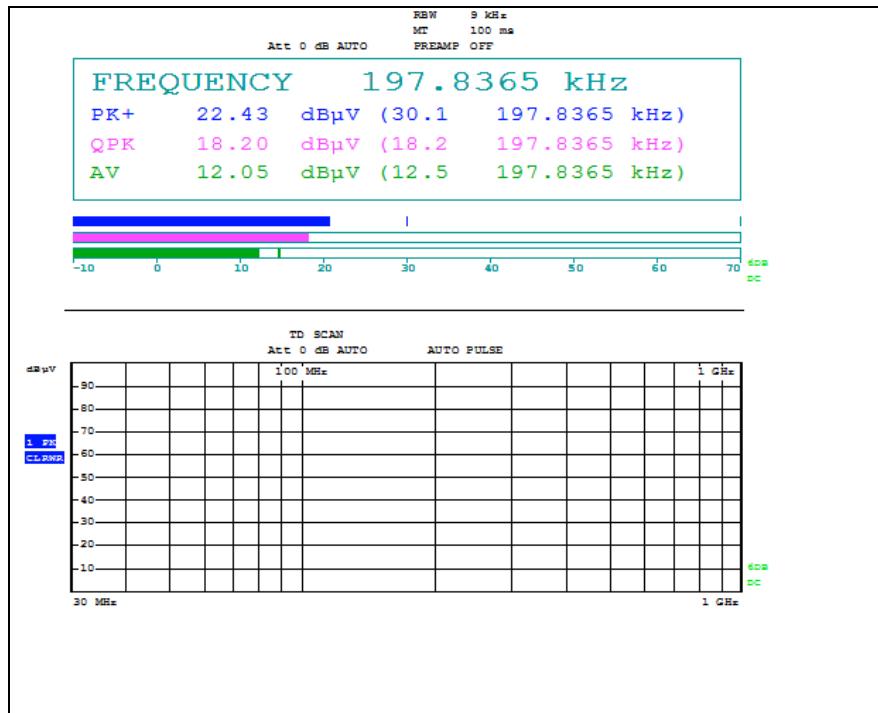 RBW 9 kHz
MT 100 ms
Att 0 dB AUTO PREAMP OFF
FREQUENCY 197.8365 kHz
PK+ 22.43 dBµV (30.1 197.8365 kHz)
QPK 18.20 dBµV (18.2 197.8365 kHz)
AV 12.05 dBµV (12.5 197.8365 kHz)
-10 0 10 20 30 40 50 60 70
6DB
DC
TD SCAN
Att 0 dB AUTO AUTO PULSE
dBµV
100 MHz 1 GHz
90
80
70
1 PK
60
CLRWR
50
40
30
20
10
6DB
DC
30 MHz 1 GHz